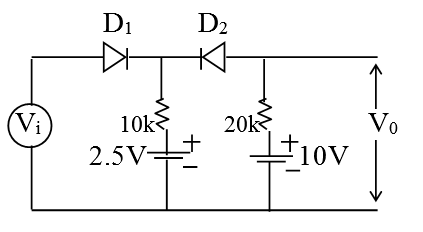 D1 D2
Vi 10k 20k V0
2.5V + + 10V
− −